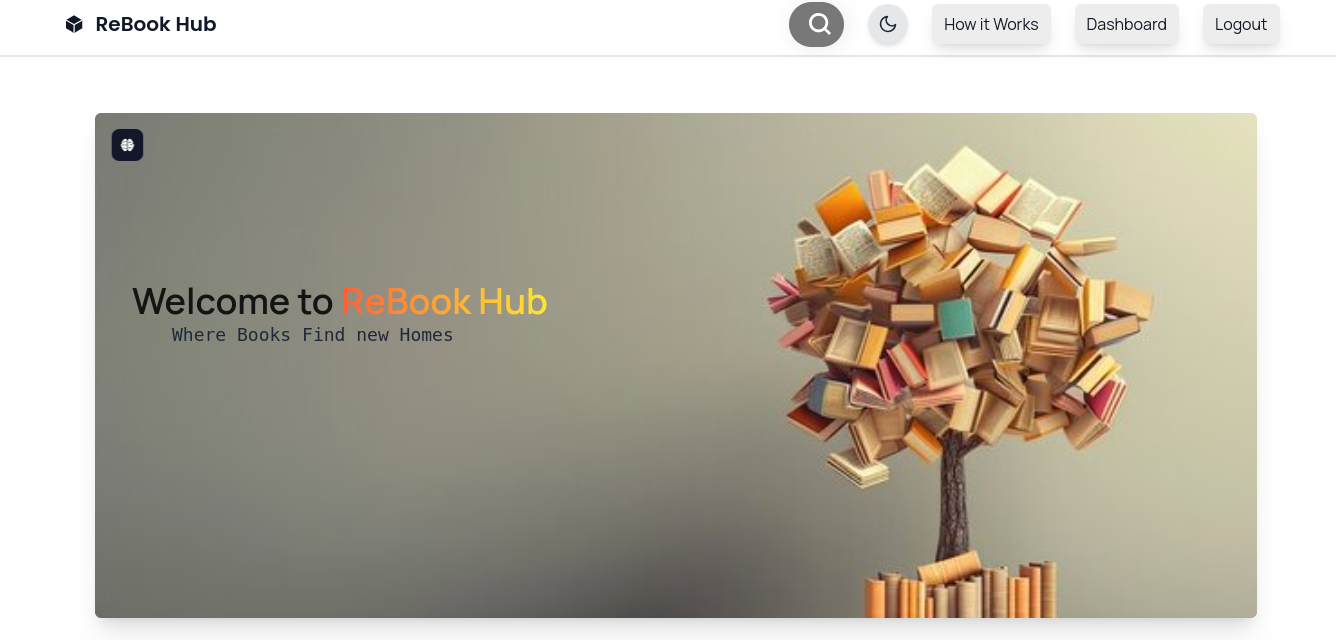 ReBook Hub
How it Works
Dashboard
Logout
Welcome to ReBook Hub
Where Books Find new Homes